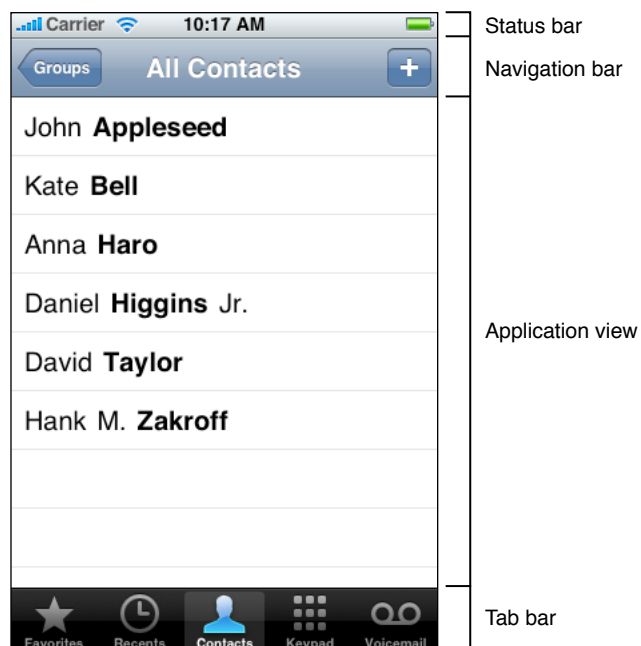 Carrier 10:17 AM
Status bar
Groups All Contacts +
Navigation bar
John Appleseed
Kate Bell
Anna Haro
Daniel Higgins Jr.
David Taylor
Application view
Hank M. Zakroff
Tab bar
Favorites Recents Contacts Keypad Voicemail